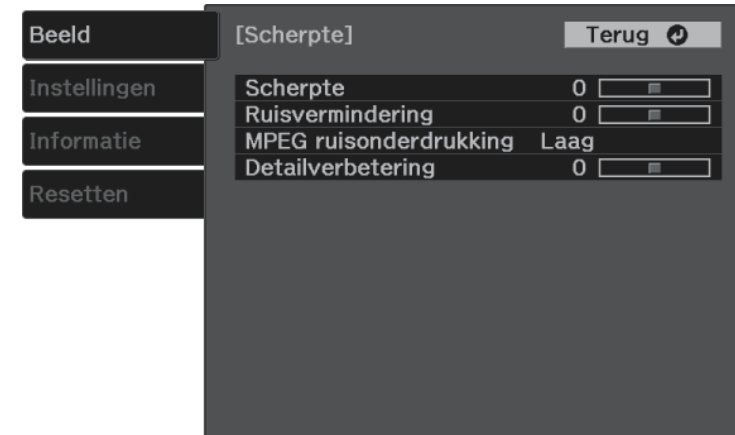 Beeld
Instellingen
Informatie
Resetten
[Scherpte]
Terug
Scherpte 0
Ruisvermindering 0
MPEG ruisonderdrukking Laag
Detailverbetering 0